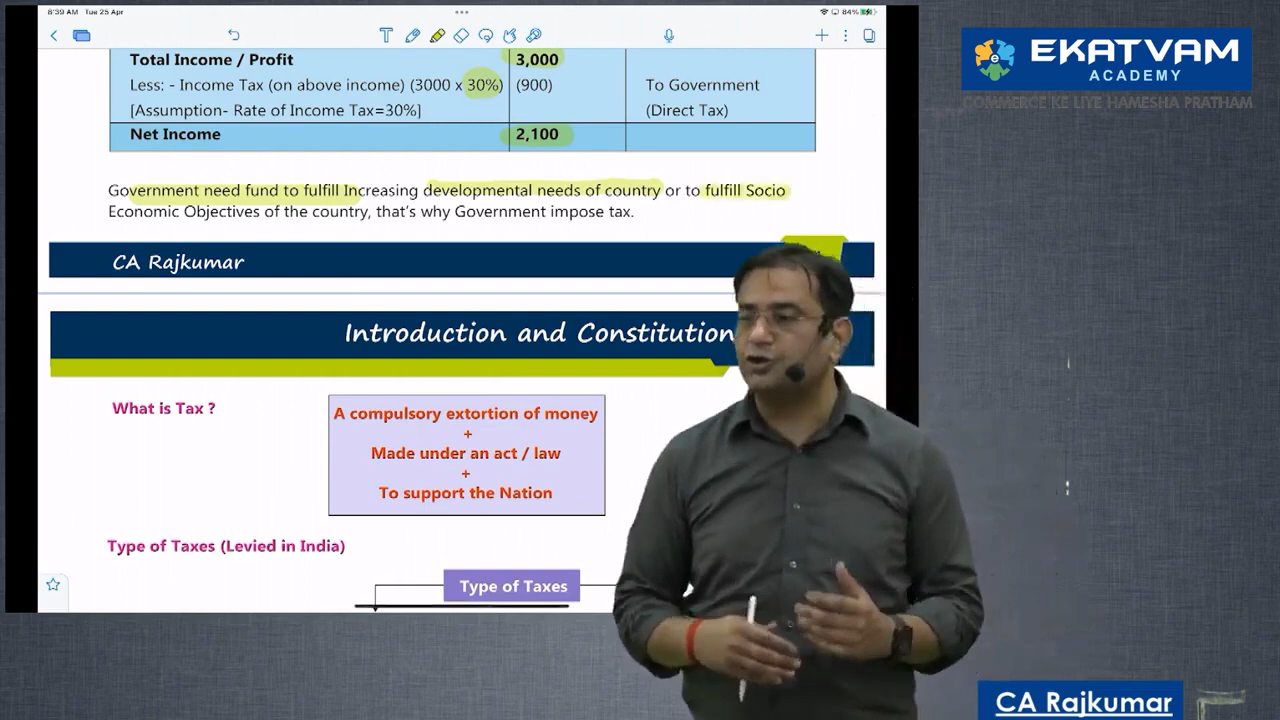 8:39 AM Tue 25 Apr
84%
EKATVAM
ACADEMY
COMMERCE KE LIYE HAMESHA PRATHAM
Total Income / Profit 3,000
Less: - Income Tax (on above income) (3000 x 30%) (900) To Government
[Assumption- Rate of Income Tax=30%] (Direct Tax)
Net Income 2,100
Government need fund to fulfill Increasing developmental needs of country or to fulfill Socio
Economic Objectives of the country, that's why Government impose tax.
CA Rajkumar
Introduction and Constitution
What is Tax ?
A compulsory extortion of money
+
Made under an act / law
+
To support the Nation
Type of Taxes (Levied in India)
Type of Taxes
CA Rajkumar